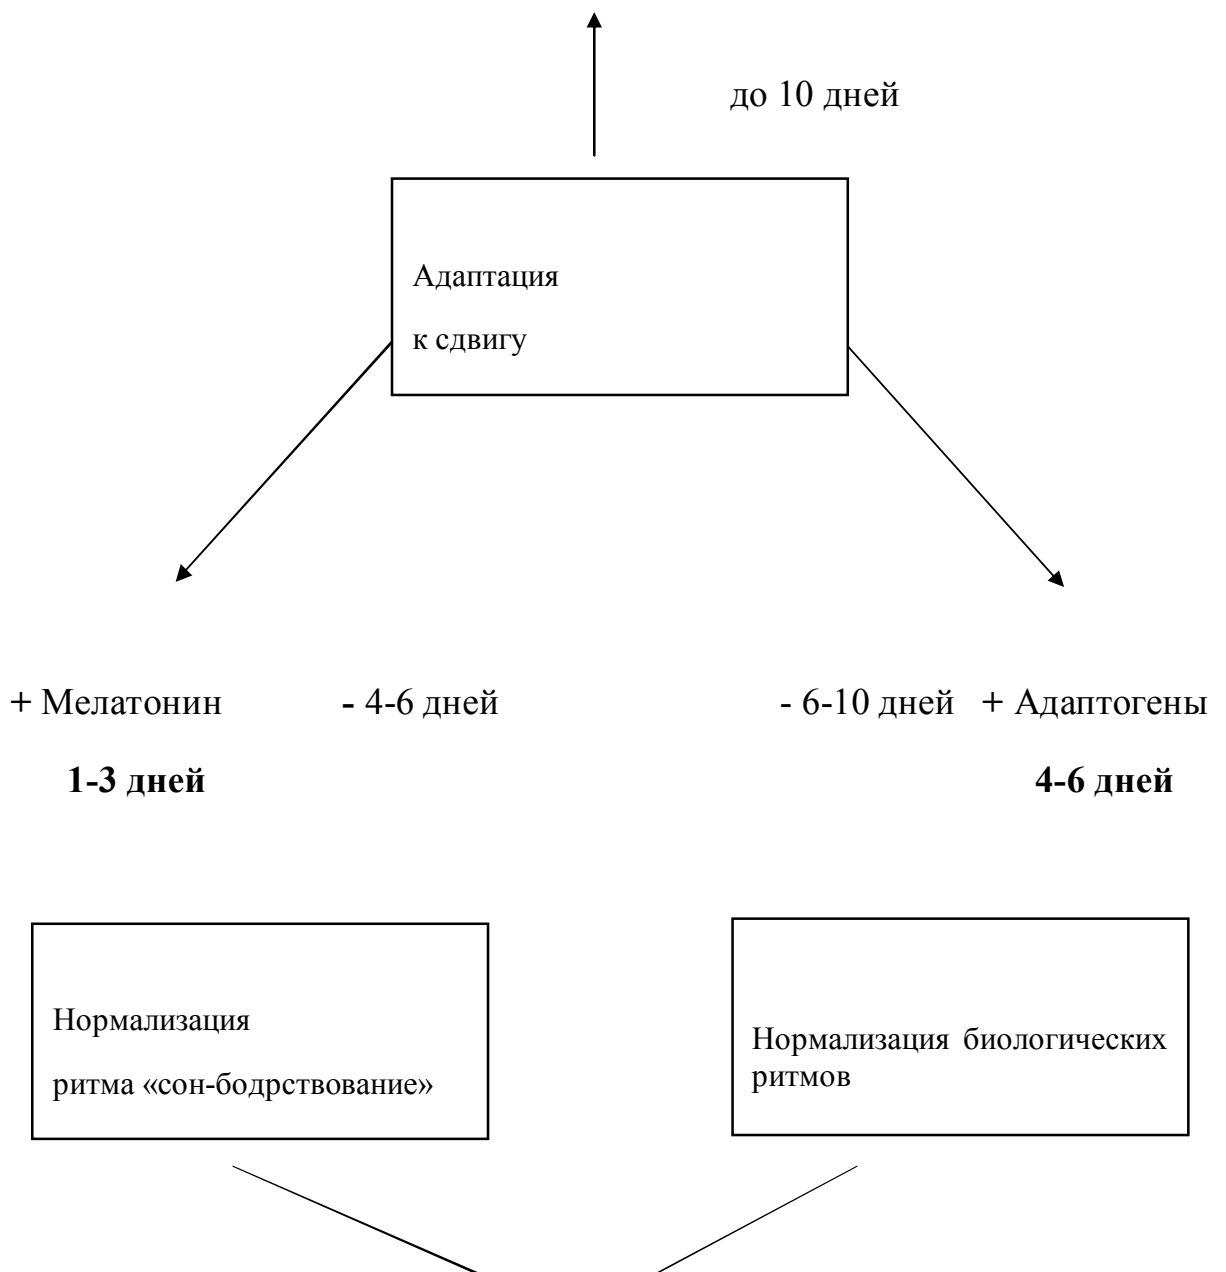 до 10 дней
Адаптация
к сдвигу
+ Мелатонин - 4-6 дней - 6-10 дней + Адаптогены
1-3 дней 4-6 дней
Нормализация
ритма «сон-бодрствование»
Нормализация биологических
ритмов